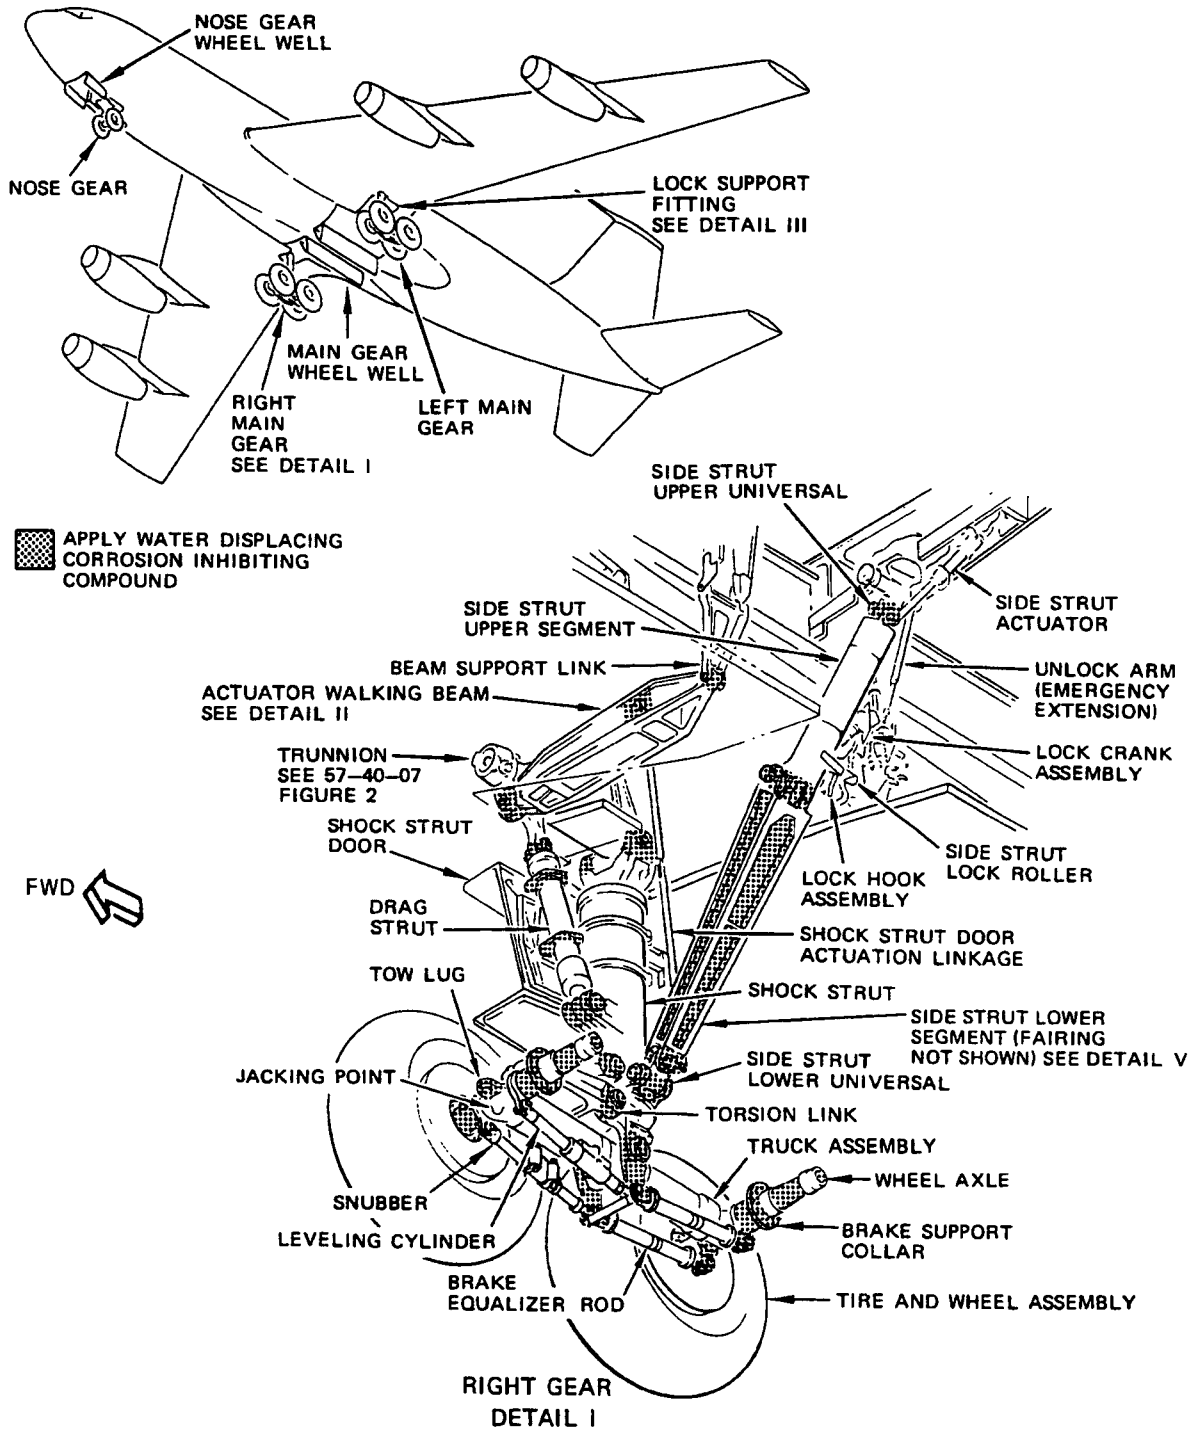 NOSE GEAR
WHEEL WELL
NOSE GEAR
LOCK SUPPORT
FITTING
SEE DETAIL III
MAIN GEAR
WHEEL WELL
LEFT MAIN
GEAR
RIGHT
MAIN
GEAR
SEE DETAIL I
APPLY WATER DISPLACING
CORROSION INHIBITING
COMPOUND
SIDE STRUT
UPPER UNIVERSAL
SIDE STRUT
ACTUATOR
SIDE STRUT
UPPER SEGMENT
BEAM SUPPORT LINK
UNLOCK ARM
(EMERGENCY
EXTENSION)
ACTUATOR WALKING BEAM
SEE DETAIL II
LOCK CRANK
ASSEMBLY
TRUNNION
SEE 57-40-07
FIGURE 2
SHOCK STRUT
DOOR
SIDE STRUT
LOCK ROLLER
LOCK HOOK
ASSEMBLY
FWD
DRAG
STRUT
SHOCK STRUT DOOR
ACTUATION LINKAGE
TOW LUG
SHOCK STRUT
SIDE STRUT LOWER
SEGMENT (FAIRING
NOT SHOWN) SEE DETAIL V
JACKING POINT
SIDE STRUT
LOWER UNIVERSAL
TORSION LINK
TRUCK ASSEMBLY
WHEEL AXLE
SNUBBER
BRAKE SUPPORT
COLLAR
LEVELING CYLINDER
BRAKE
EQUALIZER ROD
TIRE AND WHEEL ASSEMBLY
RIGHT GEAR
DETAIL I